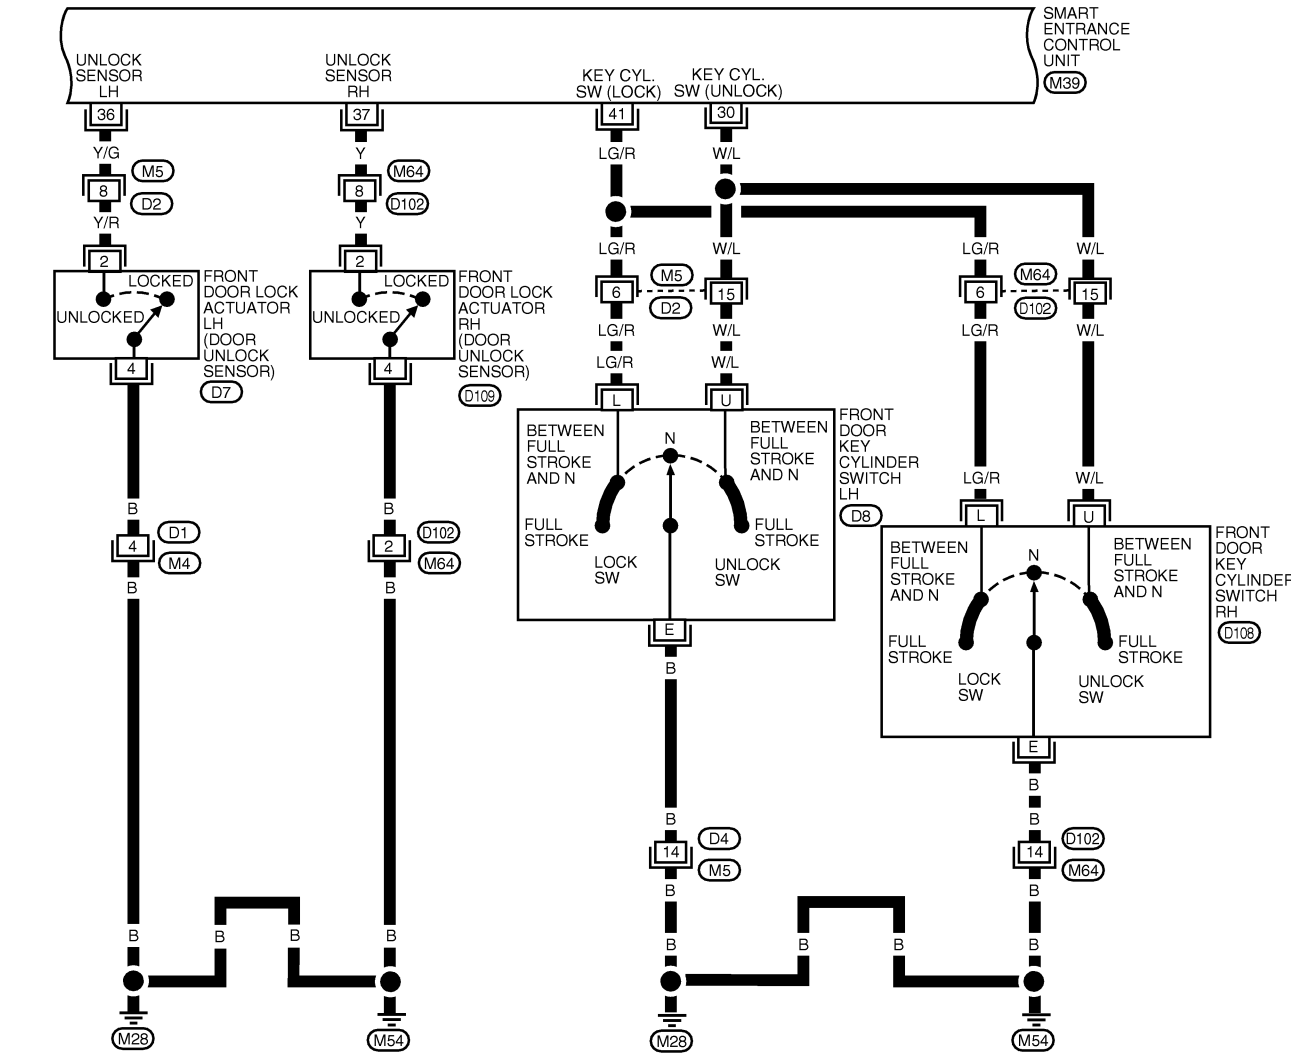 SMART
ENTRANCE
CONTROL
UNIT
M39
UNLOCK
SENSOR
LH
UNLOCK
SENSOR
RH
KEY CYL.
SW (LOCK)
KEY CYL.
SW (UNLOCK)
36
37
41
30
Y/G
Y
LG/R
W/L
M5
8
D2
M64
8
D102
Y/R
Y
LG/R
W/L
LG/R
W/L
2
LOCKED
UNLOCKED
4
FRONT
DOOR LOCK
ACTUATOR
LH
(DOOR
UNLOCK
SENSOR)
D7
2
LOCKED
UNLOCKED
4
FRONT
DOOR LOCK
ACTUATOR
RH
(DOOR
UNLOCK
SENSOR)
D109
6
M5
D2
15
6
M64
D102
15
LG/R
W/L
LG/R
W/L
LG/R
W/L
L
U
BETWEEN
FULL
STROKE
AND N
N
BETWEEN
FULL
STROKE
AND N
FULL
STROKE
FULL
STROKE
LOCK
SW
UNLOCK
SW
E
FRONT
DOOR
KEY
CYLINDER
SWITCH
LH
D8
LG/R
W/L
L
U
BETWEEN
FULL
STROKE
AND N
N
BETWEEN
FULL
STROKE
AND N
FULL
STROKE
FULL
STROKE
LOCK
SW
UNLOCK
SW
E
FRONT
DOOR
KEY
CYLINDER
SWITCH
RH
D108
B
B
4
D1
M4
2
D102
M64
B
B
B
B
B
B
14
D4
M5
14
D102
M64
B
B
B
B
B
B
B
B
B
B
M28
M54
M28
M54